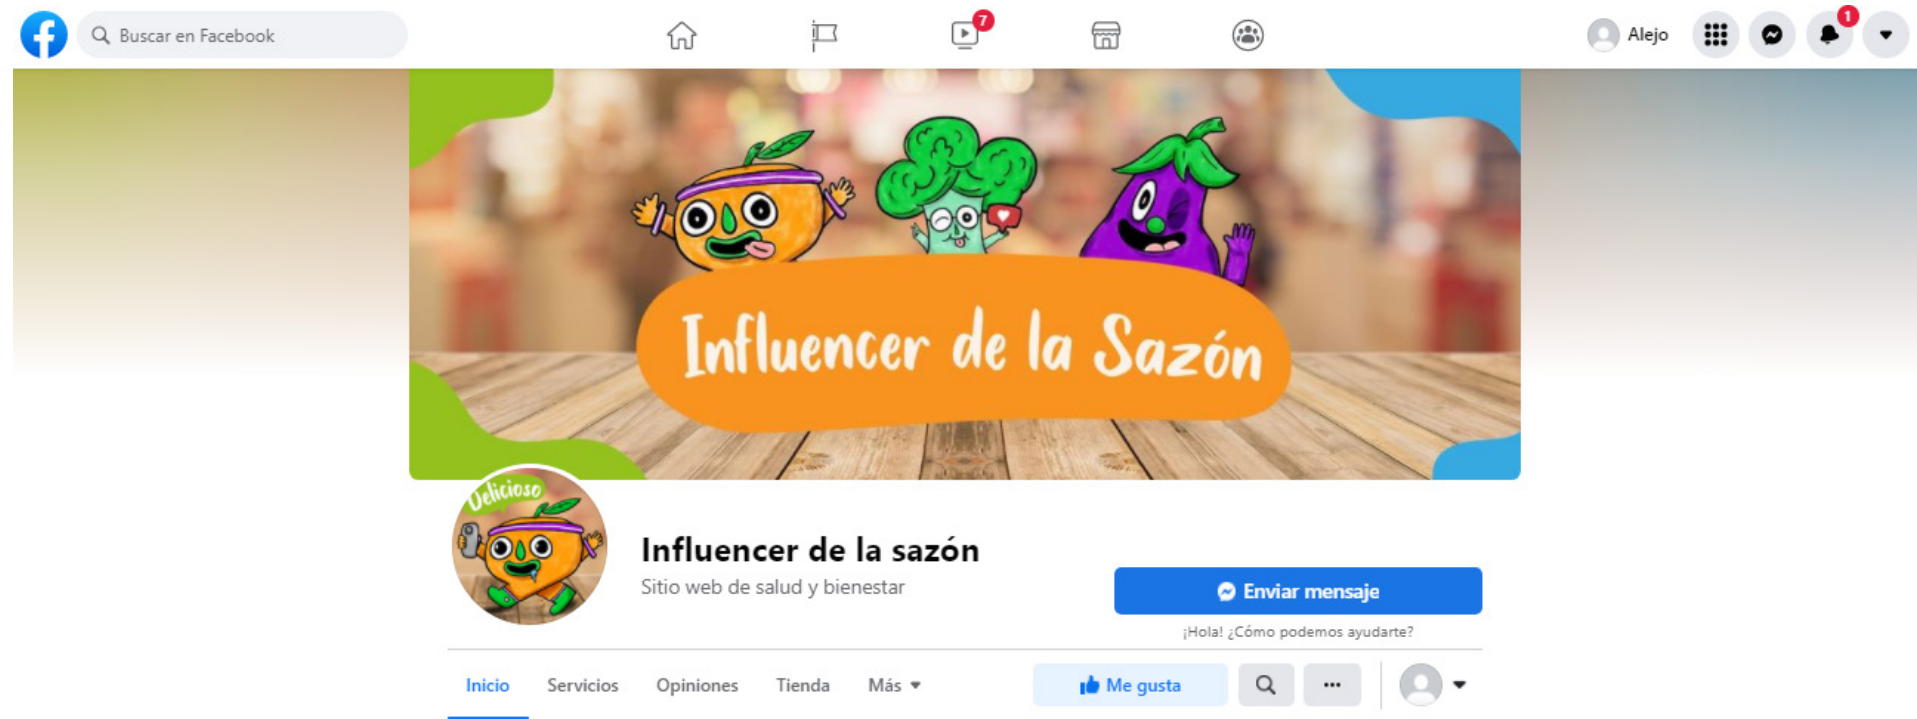 Buscar en Facebook
7
Alejo
1
Influencer de la Sazón
Delicioso
Influencer de la sazón
Sitio web de salud y bienestar
Enviar mensaje
¡Hola! ¿Cómo podemos ayudarte?
Inicio Servicios Opiniones Tienda Más Me gusta